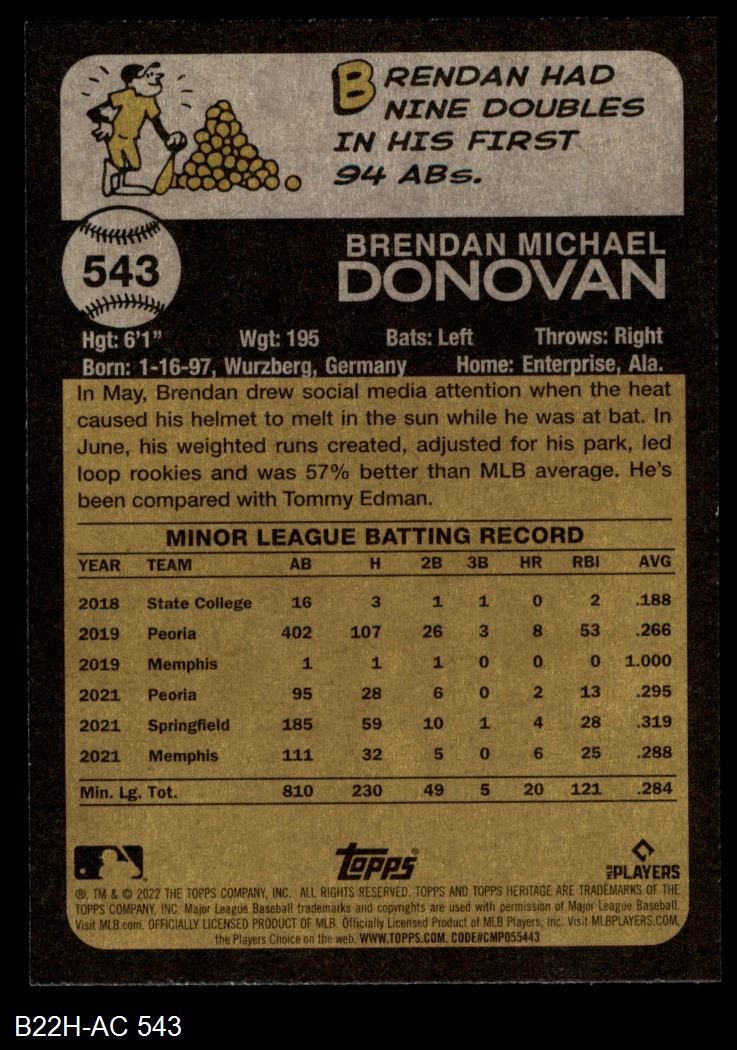 BRENDAN HAD
NINE DOUBLES
IN HIS FIRST
94 ABs.
543
BRENDAN MICHAEL
DONOVAN
Hgt: 6'1" Wgt: 195 Bats: Left Throws: Right
Born: 1-16-97, Wurzberg, Germany Home: Enterprise, Ala.
In May, Brendan drew social media attention when the heat
caused his helmet to melt in the sun while he was at bat. In
June, his weighted runs created, adjusted for his park, led
loop rookies and was 57% better than MLB average. He's
been compared with Tommy Edman.
MINOR LEAGUE BATTING RECORD
YEAR TEAM AB H 2B 3B HR RBI AVG
2018 State College 16 3 1 1 0 2 .188
2019 Peoria 402 107 26 3 8 53 .266
2019 Memphis 1 1 1 0 0 0 1.000
2021 Peoria 95 28 6 0 2 13 .295
2021 Springfield 185 59 10 1 4 28 .319
2021 Memphis 111 32 5 0 6 25 .288
Min. Lg. Tot. 810 230 49 5 20 121 .284
TOPPS® MLB PLAYERS
®, TM & © 2022 THE TOPPS COMPANY, INC. ALL RIGHTS RESERVED. TOPPS AND TOPPS HERITAGE ARE TRADEMARKS OF THE
TOPPS COMPANY, INC. Major League Baseball trademarks and copyrights are used with permission of Major League Baseball.
Visit MLB.com. OFFICIALLY LICENSED PRODUCT OF MLB. Officially Licensed Product of MLB Players, Inc. Visit MLBPLAYERS.COM,
the Players Choice on the web. WWW.TOPPS.COM. CODE#CMP055443
B22H-AC 543